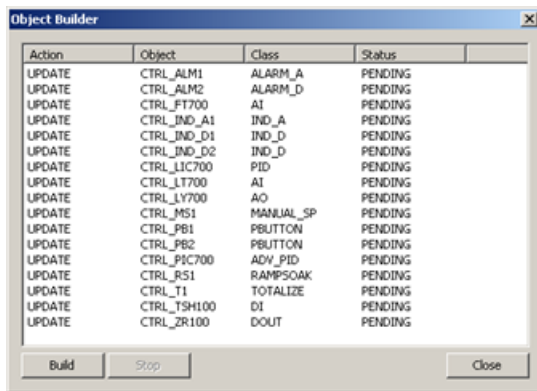 Object Builder
Action Object Class Status
UPDATE CTRL_ALM1 ALARM_A PENDING
UPDATE CTRL_ALM2 ALARM_D PENDING
UPDATE CTRL_FT700 AI PENDING
UPDATE CTRL_IND_A1 IND_A PENDING
UPDATE CTRL_IND_D1 IND_D PENDING
UPDATE CTRL_IND_D2 IND_D PENDING
UPDATE CTRL_LIC700 PID PENDING
UPDATE CTRL_LT700 AI PENDING
UPDATE CTRL_LY700 AO PENDING
UPDATE CTRL_MS1 MANUAL_SP PENDING
UPDATE CTRL_PB1 PBUTTON PENDING
UPDATE CTRL_PB2 PBUTTON PENDING
UPDATE CTRL_PIC700 ADV_PID PENDING
UPDATE CTRL_RS1 RAMPSOAK PENDING
UPDATE CTRL_T1 TOTALIZE PENDING
UPDATE CTRL_TSH100 DI PENDING
UPDATE CTRL_ZR100 DOUT PENDING
Build Stop Close